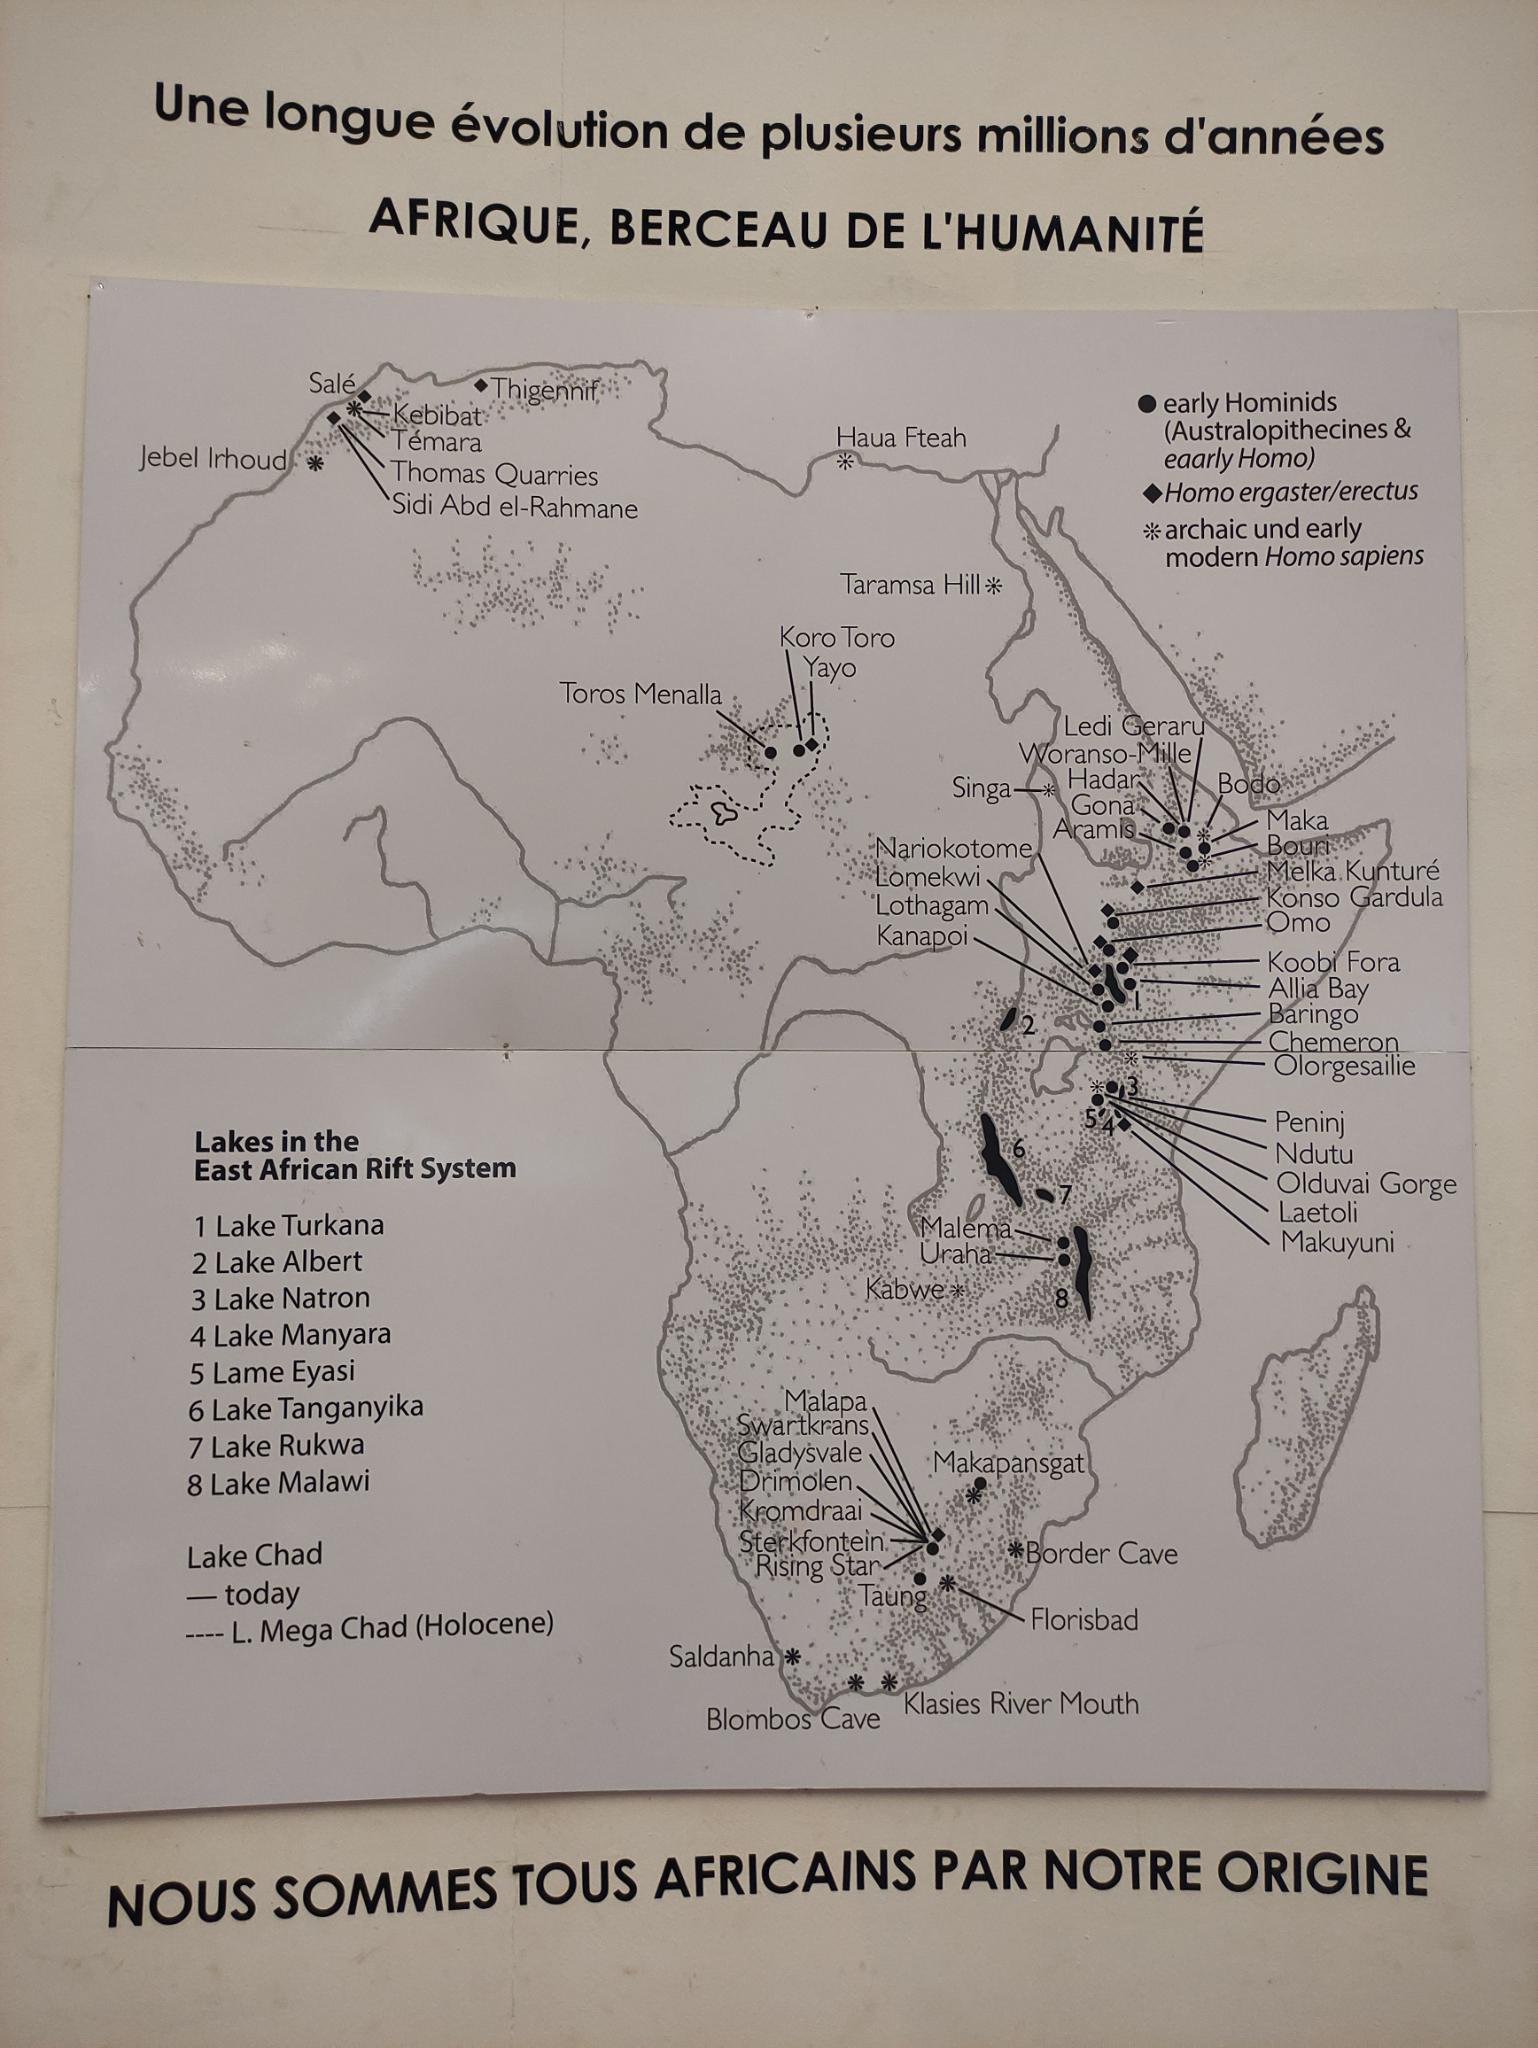 Une longue évolution de plusieurs millions d'années
AFRIQUE, BERCEAU DE L'HUMANITÉ
Salé
Thigennif
Kebibat
Témara
Jebel Irhoud
Thomas Quarries
Sidi Abd el-Rahmane
Haua Fteah
early Hominids
(Australopithecines &
eaarly Homo)
Homo ergaster/erectus
archaic und early
modern Homo sapiens
Taramsa Hill
Koro Toro
Yayo
Toros Menalla
Ledi Geraru
Woranso-Mille
Hadar
Singa
Bodo
Gona
Aramis
Maka
Bouri
Nariokotome
Melka Kunturé
Lomekwi
Konso Gardula
Lothagam
Omo
Kanapoi
Koobi Fora
Allia Bay
1
Baringo
2
Chemeron
Olorgesailie
3
5
4
Peninj
Ndutu
Olduvai Gorge
Laetoli
Makuyuni
6
7
Malema
Uraha
Kabwe
8
Lakes in the
East African Rift System
1 Lake Turkana
2 Lake Albert
3 Lake Natron
4 Lake Manyara
5 Lame Eyasi
6 Lake Tanganyika
7 Lake Rukwa
8 Lake Malawi
Lake Chad
— today
---- L. Mega Chad (Holocene)
Malapa
Swartkrans
Gladysvale
Makapansgat
Drimolen
Kromdraai
Sterkfontein
Rising Star
Border Cave
Taung
Florisbad
Saldanha
Klasies River Mouth
Blombos Cave
NOUS SOMMES TOUS AFRICAINS PAR NOTRE ORIGINE